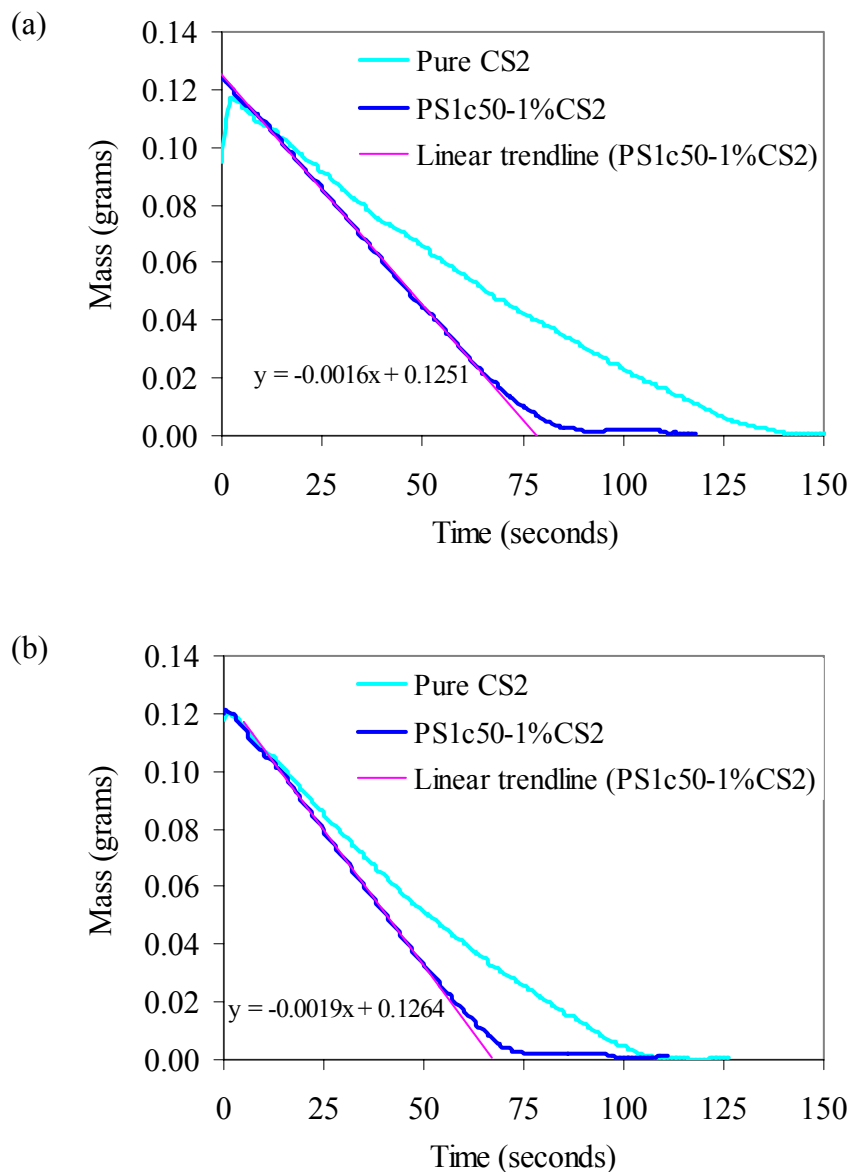 (a)
0.14
0.12
0.10
0.08
0.06
0.04
0.02
0.00
Mass (grams)
Pure CS2
PS1c50-1%CS2
Linear trendline (PS1c50-1%CS2)
y = -0.0016x + 0.1251
0 25 50 75 100 125 150
Time (seconds)
(b)
0.14
0.12
0.10
0.08
0.06
0.04
0.02
0.00
Mass (grams)
Pure CS2
PS1c50-1%CS2
Linear trendline (PS1c50-1%CS2)
y = -0.0019x + 0.1264
0 25 50 75 100 125 150
Time (seconds)